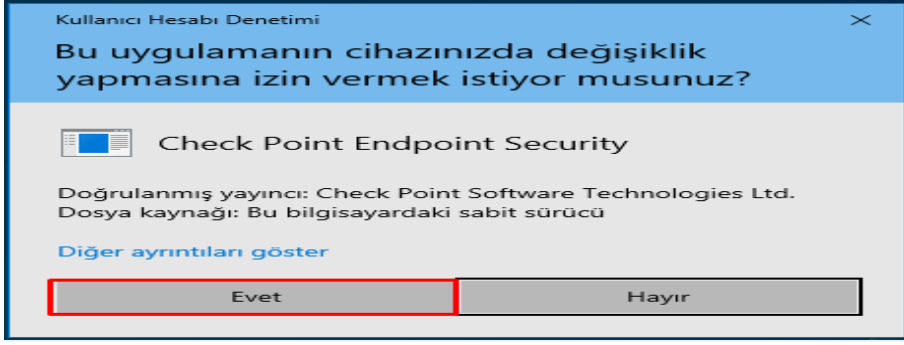 Kullanıcı Hesabı Denetimi
Bu uygulamanın cihazınızda değişiklik
yapmasına izin vermek istiyor musunuz?
Check Point Endpoint Security
Doğrulanmış yayıncı: Check Point Software Technologies Ltd.
Dosya kaynağı: Bu bilgisayardaki sabit sürücü
Diğer ayrıntıları göster
Evet
Hayır